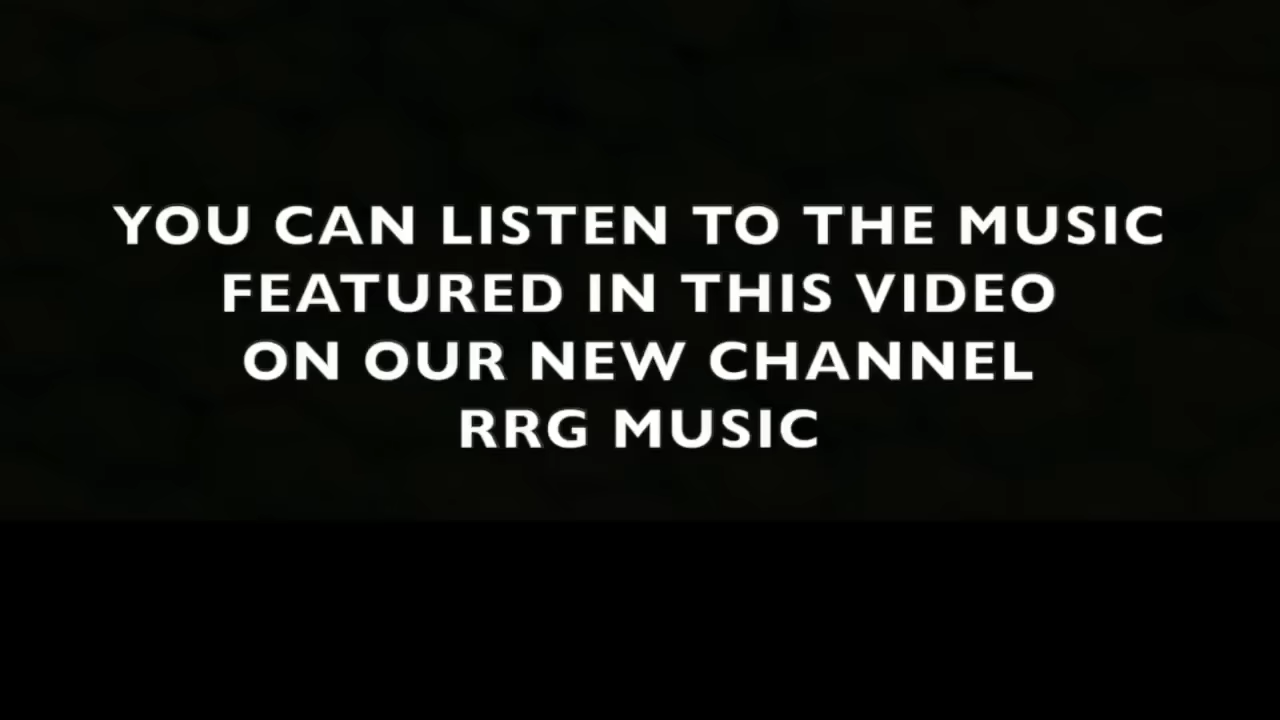 YOU CAN LISTEN TO THE MUSIC
FEATURED IN THIS VIDEO
ON OUR NEW CHANNEL
RRG MUSIC